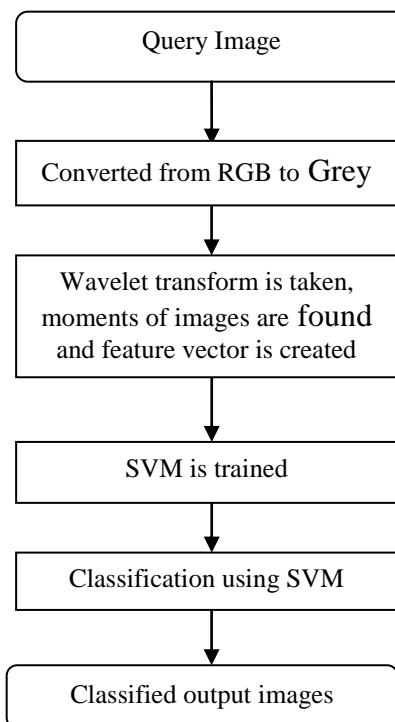 Query Image
Converted from RGB to Grey
Wavelet transform is taken,
moments of images are found
and feature vector is created
SVM is trained
Classification using SVM
Classified output images